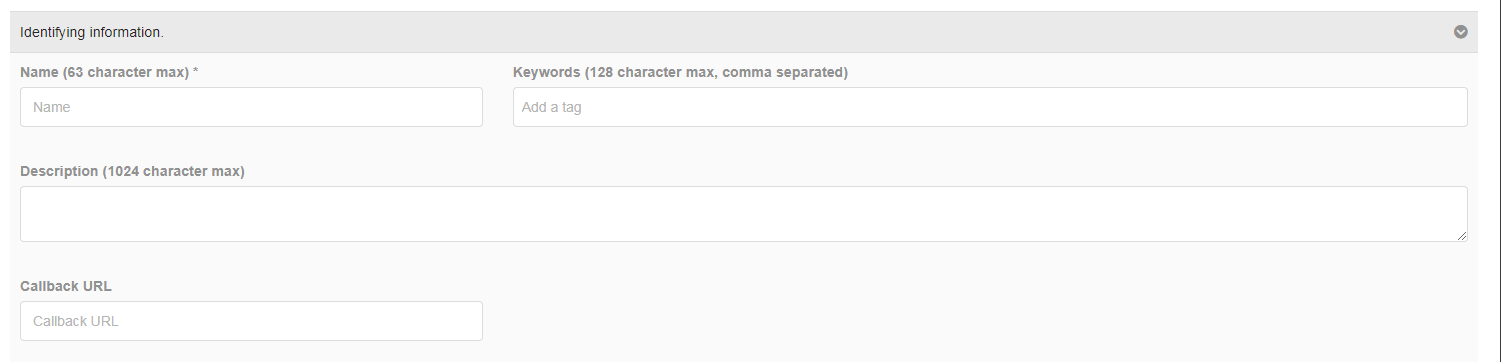 Identifying information.
Name (63 character max) *
Keywords (128 character max, comma separated)
Name
Add a tag
Description (1024 character max)
Callback URL
Callback URL